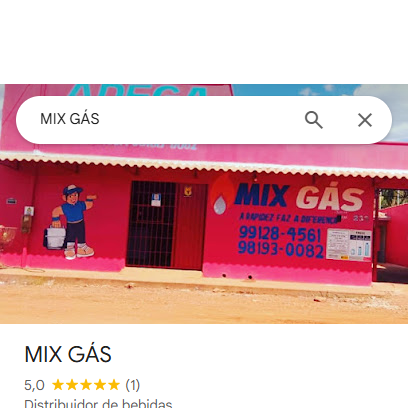 ADEGA
MIX GÁS
MIX GÁS
A RAPIDEZ FAZ A DIFERENÇA
99128-4561
98193-0082
MIX GÁS
5,0 (1)
Distribuidor de bebidas